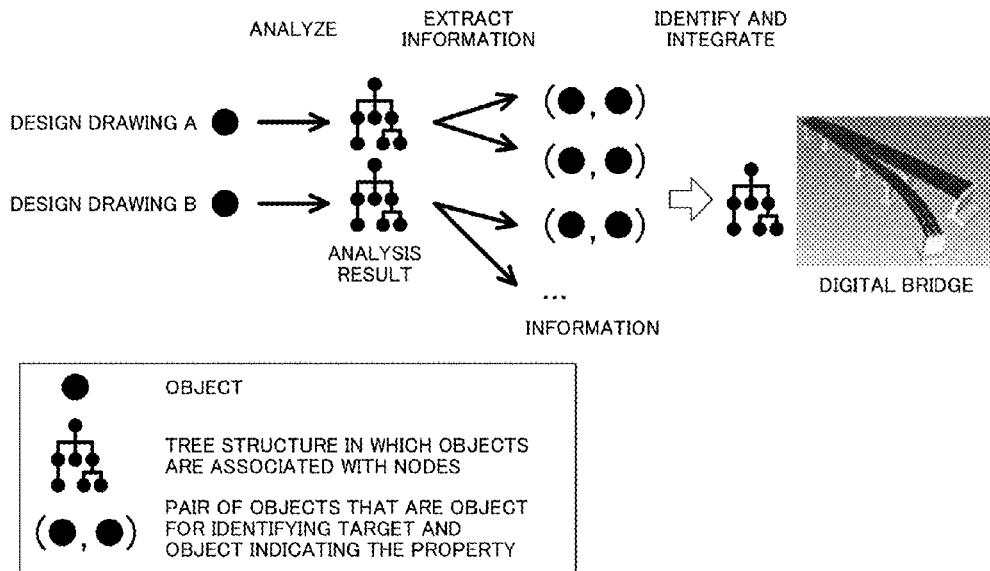 ANALYZE
EXTRACT
INFORMATION
IDENTIFY AND
INTEGRATE
DESIGN DRAWING A
( , )
( , )
DESIGN DRAWING B
( , )
ANALYSIS
RESULT
...
INFORMATION
DIGITAL BRIDGE
OBJECT
TREE STRUCTURE IN WHICH OBJECTS
ARE ASSOCIATED WITH NODES
( , )
PAIR OF OBJECTS THAT ARE OBJECT
FOR IDENTIFYING TARGET AND
OBJECT INDICATING THE PROPERTY